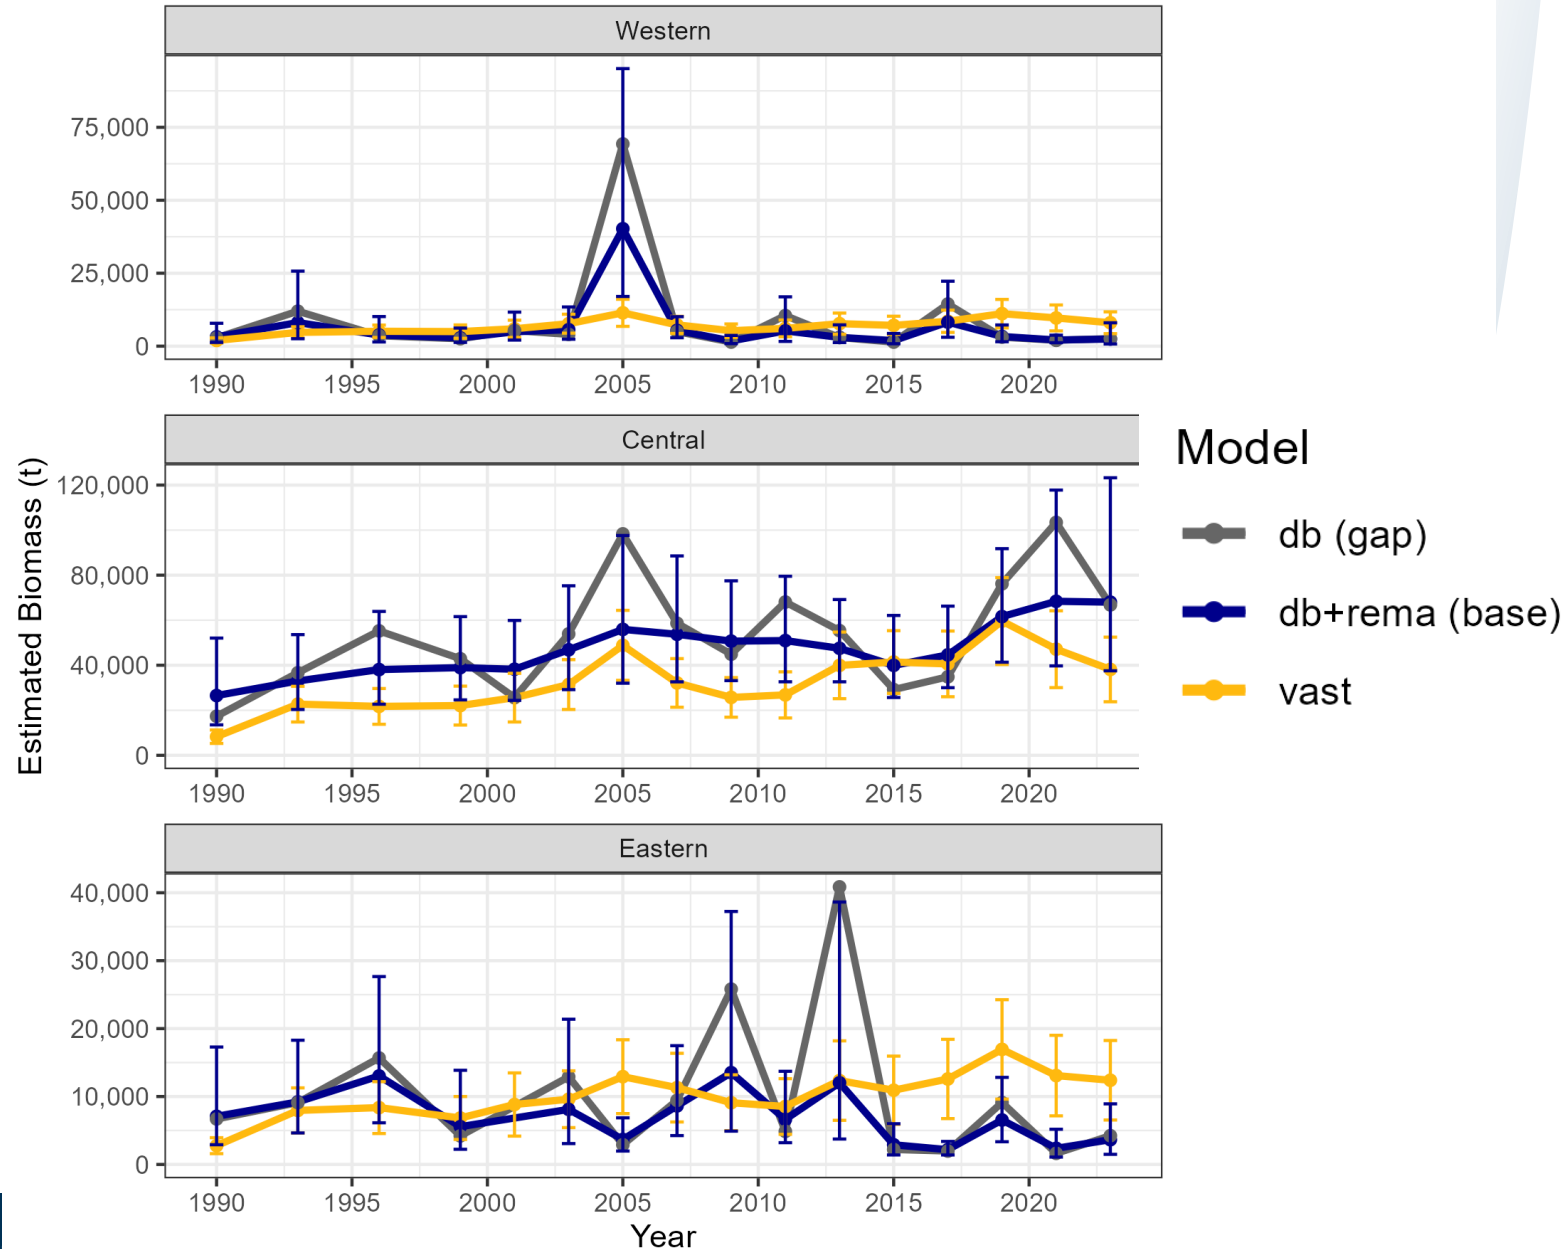 Western
75,000
50,000
25,000
0
1990 1995 2000 2005 2010 2015 2020
Central
Estimated Biomass (t)
120,000
80,000
40,000
0
1990 1995 2000 2005 2010 2015 2020
Model
db (gap)
db+rema (base)
vast
Eastern
40,000
30,000
20,000
10,000
0
1990 1995 2000 2005 2010 2015 2020
Year